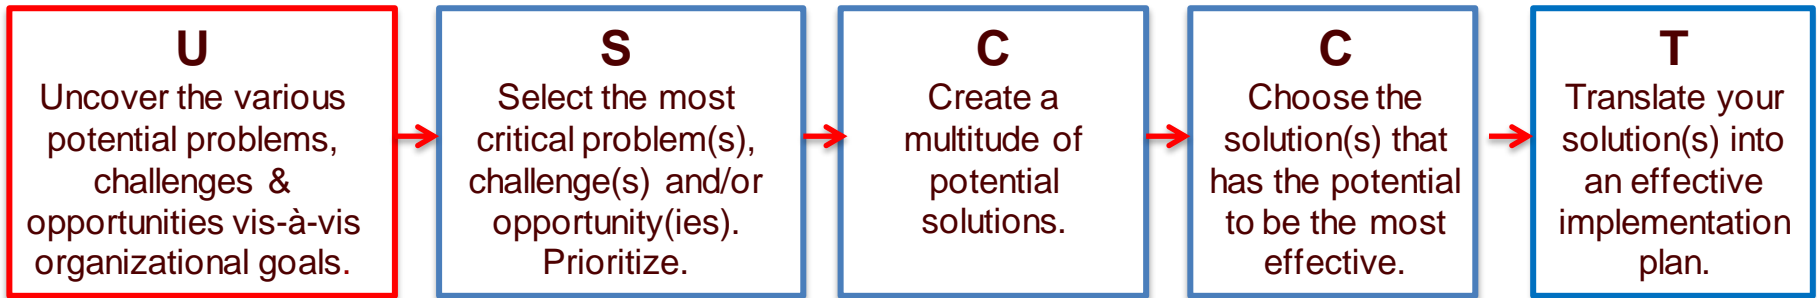 U
Uncover the various
potential problems,
challenges &
opportunities vis-à-vis
organizational goals.
S
Select the most
critical problem(s),
challenge(s) and/or
opportunity(ies).
Prioritize.
C
Create a
multitude of
potential
solutions.
C
Choose the
solution(s) that
has the potential
to be the most
effective.
T
Translate your
solution(s) into
an effective
implementation
plan.